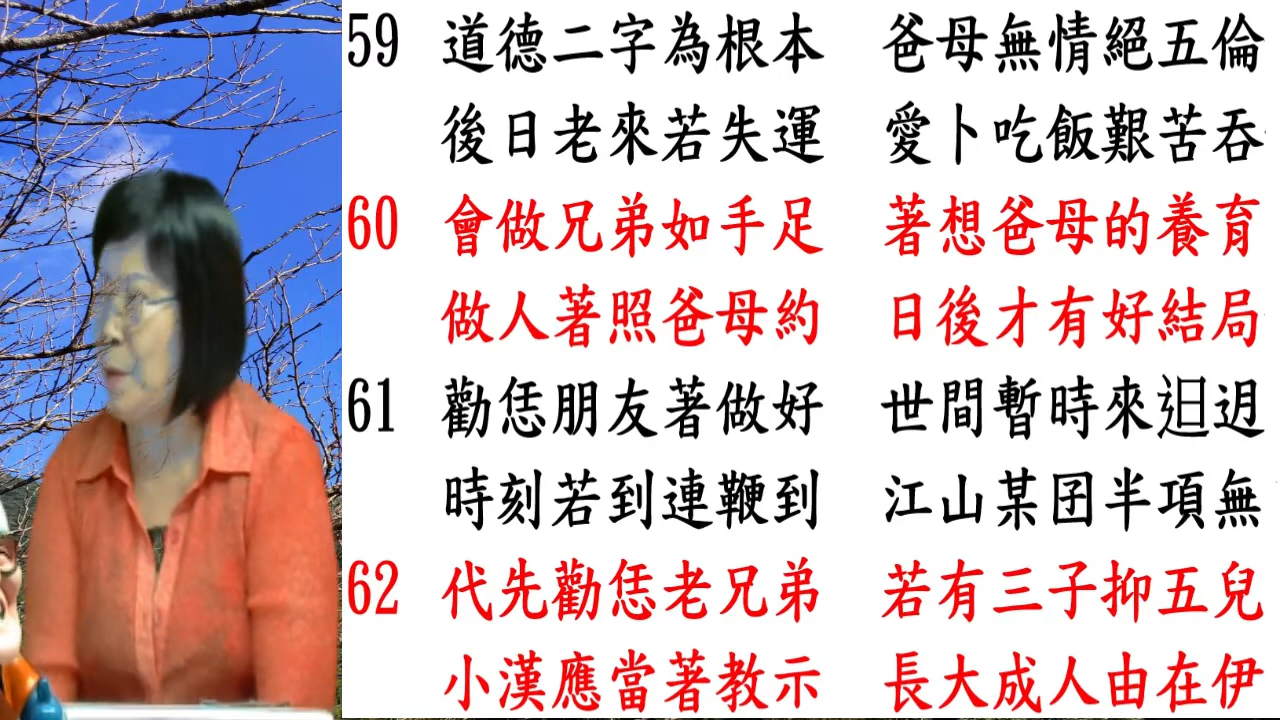 59 道德二字為根本 爸母無情絕五倫
後日老來若失運 愛卜吃飯艱苦吞
60 會做兄弟如手足 著想爸母的養育
做人著照爸母約 日後才有好結局
61 勸恁朋友著做好 世間暫時來𨑨迌
時刻若到連鞭到 江山某囝半項無
62 代先勸恁老兄弟 若有三子抑五兒
小漢應當著教示 長大成人由在伊